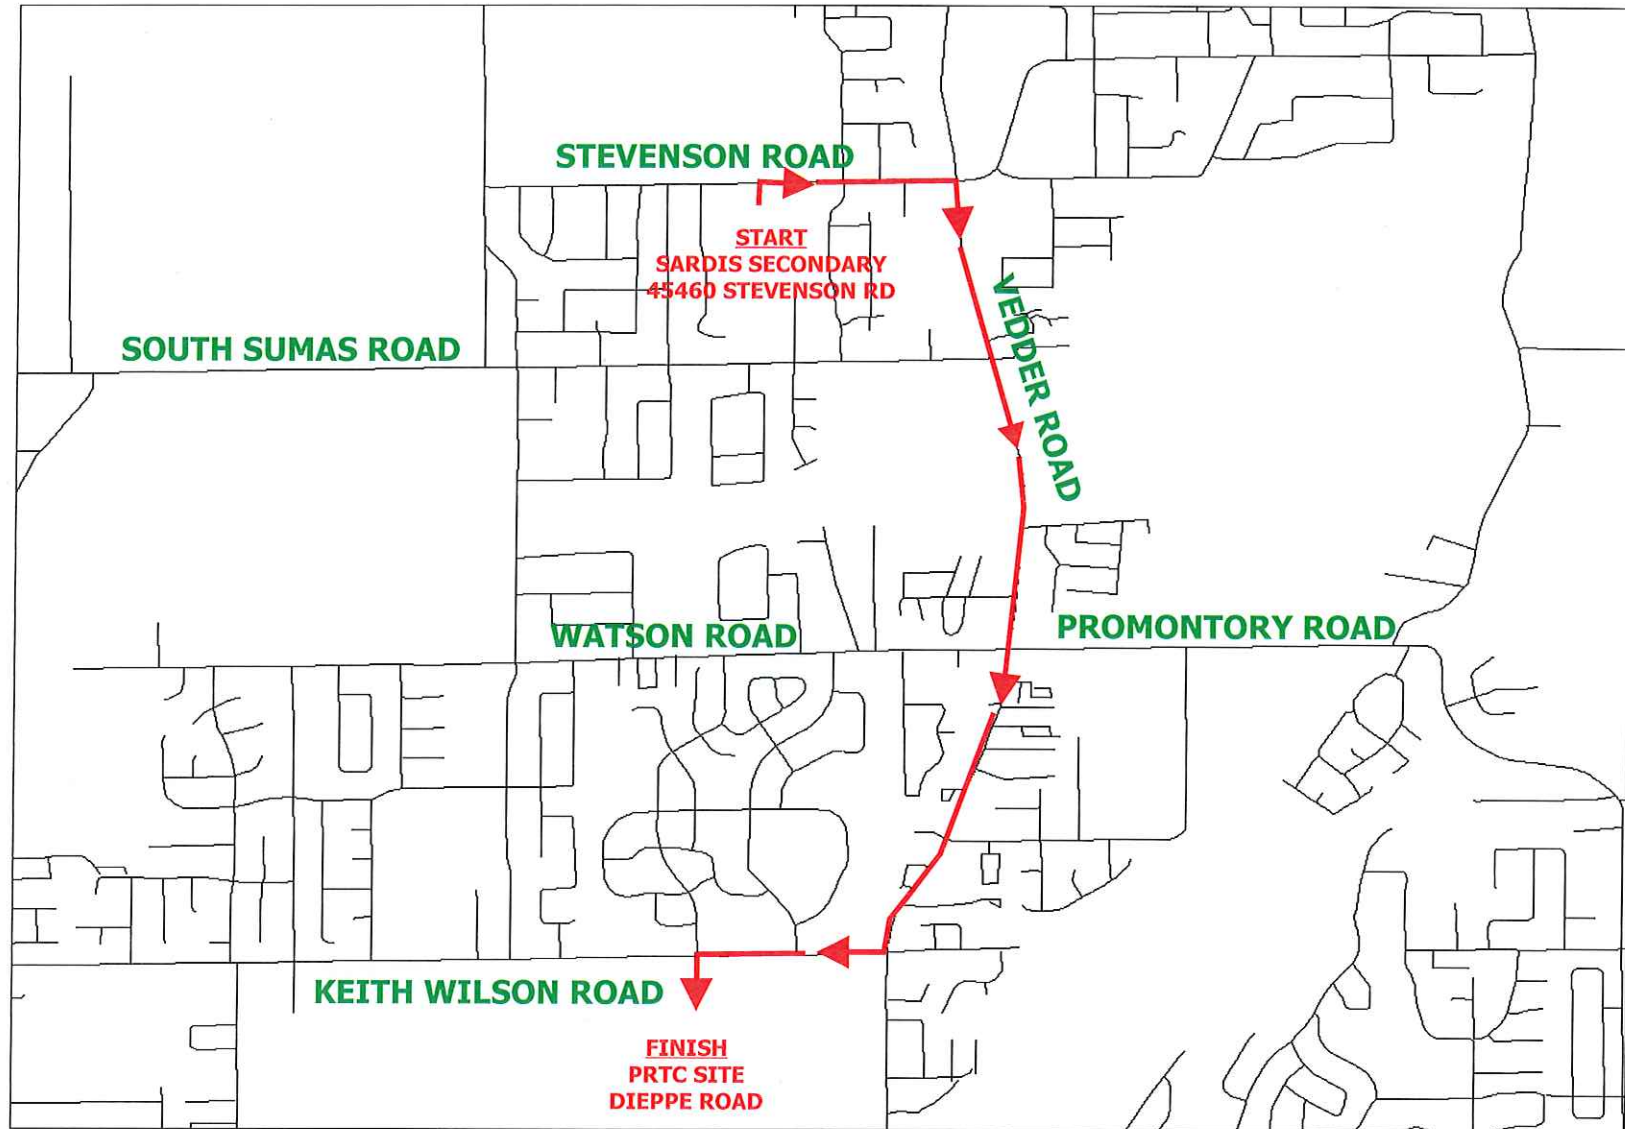 STEVENSON ROAD
START
SARDIS SECONDARY
45460 STEVENSON RD
VEDDER ROAD
SOUTH SUMAS ROAD
WATSON ROAD
PROMONTORY ROAD
KEITH WILSON ROAD
FINISH
PRTC SITE
DIEPPE ROAD